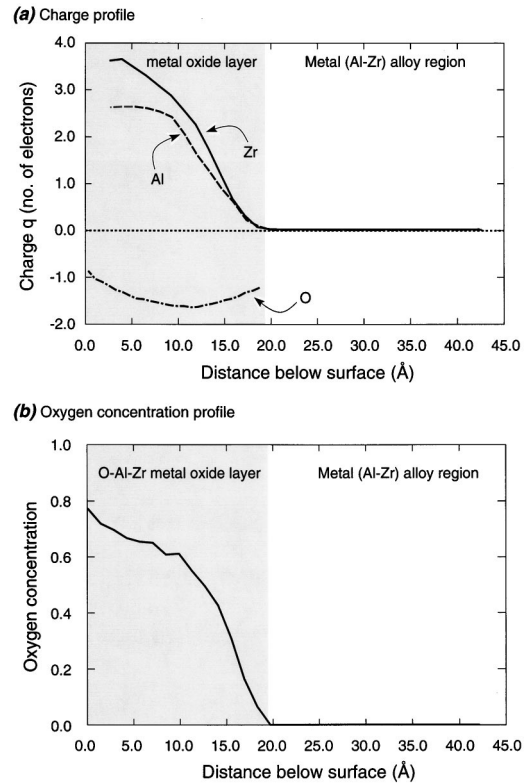 (a) Charge profile
4.0
metal oxide layer
Metal (Al-Zr) alloy region
3.0
2.0
Zr
Al
1.0
0.0
-1.0
O
-2.0
Charge q (no. of electrons)
0.0 5.0 10.0 15.0 20.0 25.0 30.0 35.0 40.0 45.0
Distance below surface (Å)
(b) Oxygen concentration profile
1.0
O-Al-Zr metal oxide layer
Metal (Al-Zr) alloy region
0.8
0.6
0.4
0.2
0.0
Oxygen concentration
0.0 5.0 10.0 15.0 20.0 25.0 30.0 35.0 40.0 45.0
Distance below surface (Å)